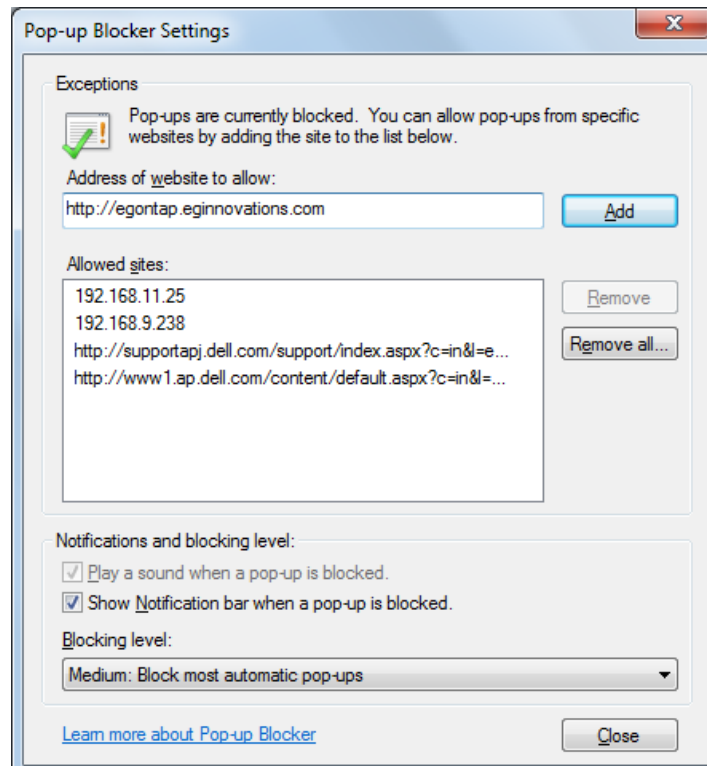 Pop-up Blocker Settings
Exceptions
Pop-ups are currently blocked. You can allow pop-ups from specific
websites by adding the site to the list below.
Address of website to allow:
http://egontap.eginnovations.com
Add
Allowed sites:
192.168.11.25
192.168.9.238
http://supportapj.dell.com/support/index.aspx?c=in&l=e...
http://www1.ap.dell.com/content/default.aspx?c=in&l=...
Remove
Remove all...
Notifications and blocking level:
Play a sound when a pop-up is blocked.
Show Notification bar when a pop-up is blocked.
Blocking level:
Medium: Block most automatic pop-ups
Learn more about Pop-up Blocker
Close